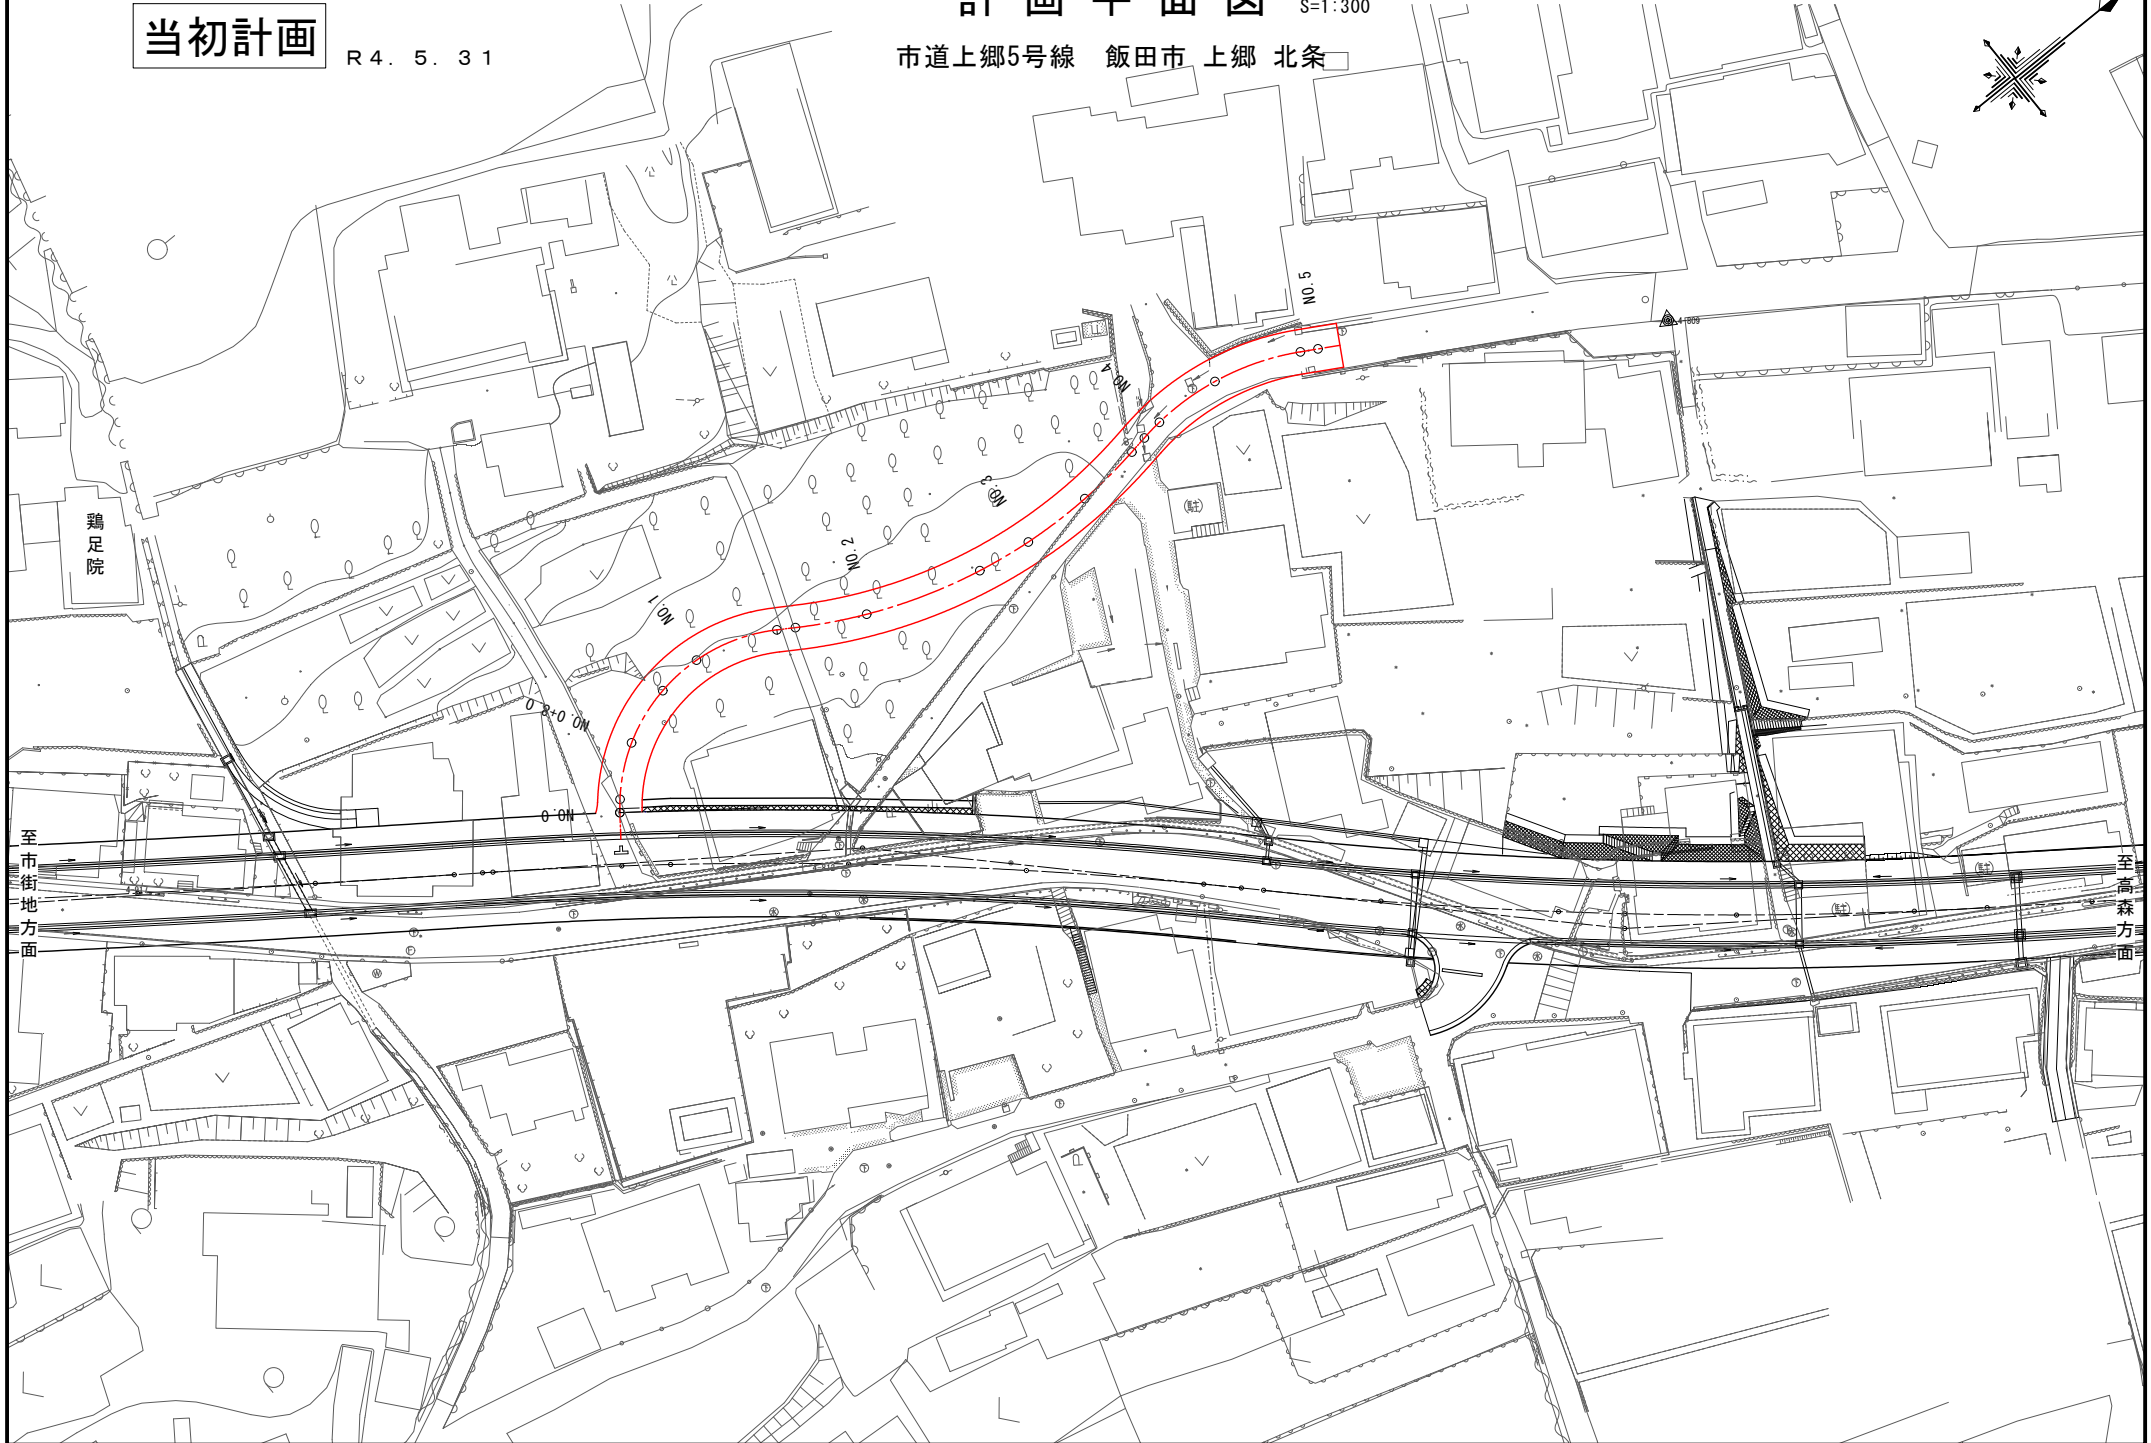 計画平面図 S=1:300
当初計画 R4.5.31
市道上郷5号線 飯田市 上郷 北条
NO.5
4-809
NO.4
NO.3
鶏足院
NO.2
NO.1
NO.0+8.0
NO.0
至市街地方面
至高森方面